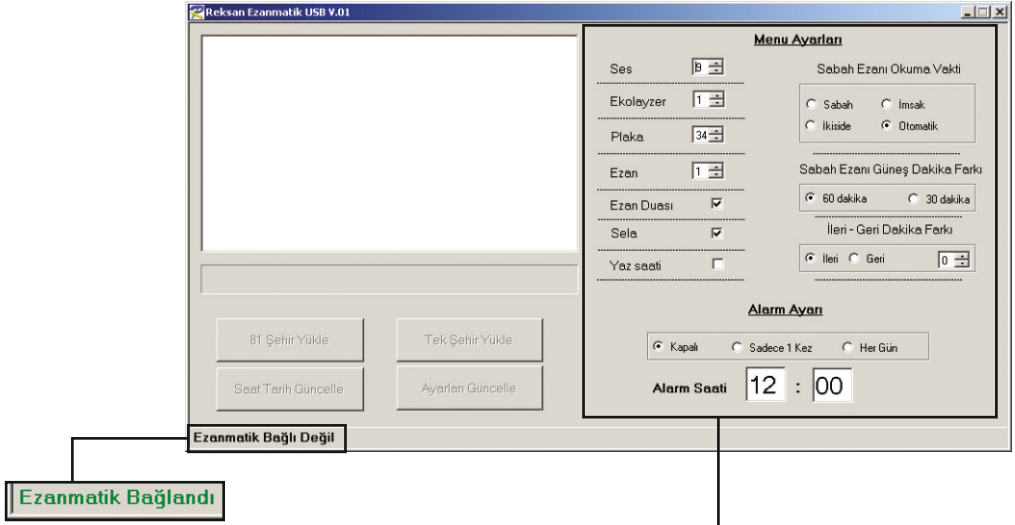 Reksan Ezanmatik USB V.01
Menu Ayarları
Ses
Ekolayzer 1
Plaka 34
Ezan 1
Ezan Duası
Sela
Yaz saati
Sabah Ezanı Okuma Vakti
Sabah İmsak
İkiside Otomatik
Sabah Ezanı Güneş Dakika Farkı
60 dakika 30 dakika
İleri - Geri Dakika Farkı
İleri Geri 0
Alarm Ayarı
Kapalı Sadece 1 Kez Her Gün
Alarm Saati 12 : 00
81 Şehir Yükle Tek Şehir Yükle
Saat Tarih Güncelle Ayarları Güncelle
Ezanmatik Bağlı Değil
Ezanmatik Bağlandı